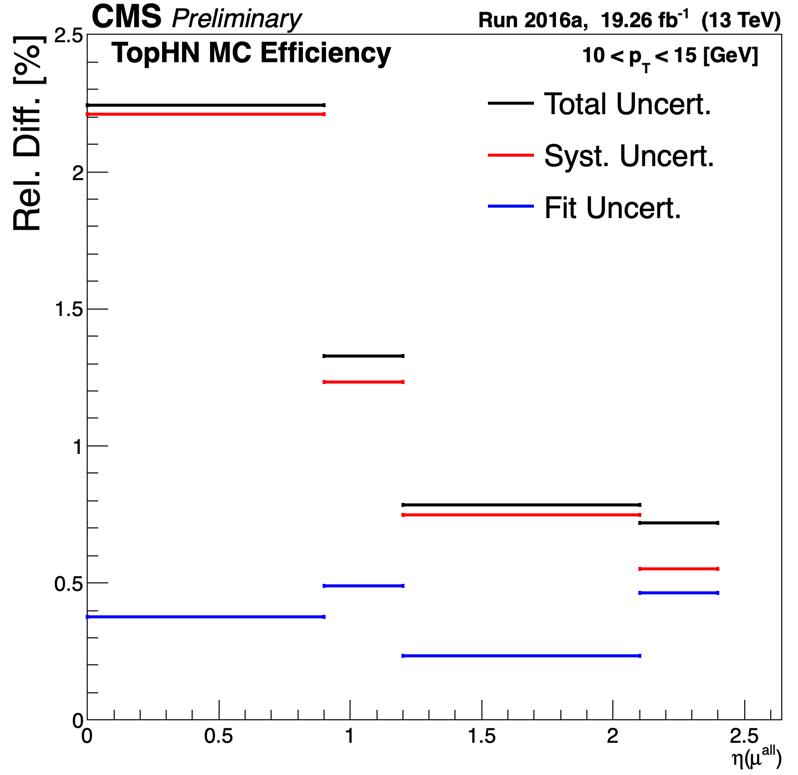 CMS Preliminary Run 2016a, 19.26 fb⁻¹ (13 TeV)
TopHN MC Efficiency 10 < p_T < 15 [GeV]
Rel. Diff. [%]
Total Uncert.
Syst. Uncert.
Fit Uncert.
2.5
2
1.5
1
0.5
0
0 0.5 1 1.5 2 2.5
η(μ^all)